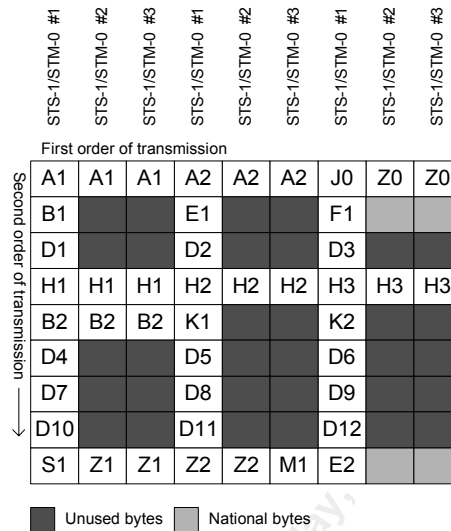 STS-1/STM-0 #1
STS-1/STM-0 #2
STS-1/STM-0 #3
STS-1/STM-0 #1
STS-1/STM-0 #2
STS-1/STM-0 #3
STS-1/STM-0 #1
STS-1/STM-0 #2
STS-1/STM-0 #3
First order of transmission
Second order of transmission
A1 A1 A1 A2 A2 A2 J0 Z0 Z0
B1 E1 F1
D1 D2 D3
H1 H1 H1 H2 H2 H2 H3 H3 H3
B2 B2 B2 K1 K2
D4 D5 D6
D7 D8 D9
D10 D11 D12
S1 Z1 Z1 Z2 Z2 M1 E2
Unused bytes National bytes